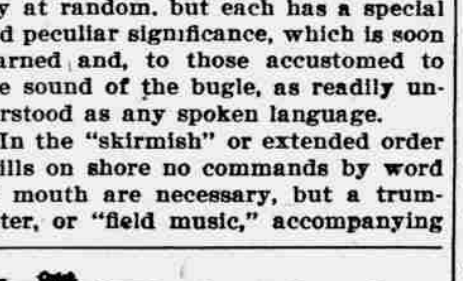 y at random, but each has a special
d peculiar significance, which is soon
arned and, to those accustomed to
e sound of the bugle, as readily un-
rstood as any spoken language.
In the "skirmish" or extended order
ills on shore no commands by word
mouth are necessary, but a trum-
ter, or "field music," accompanying